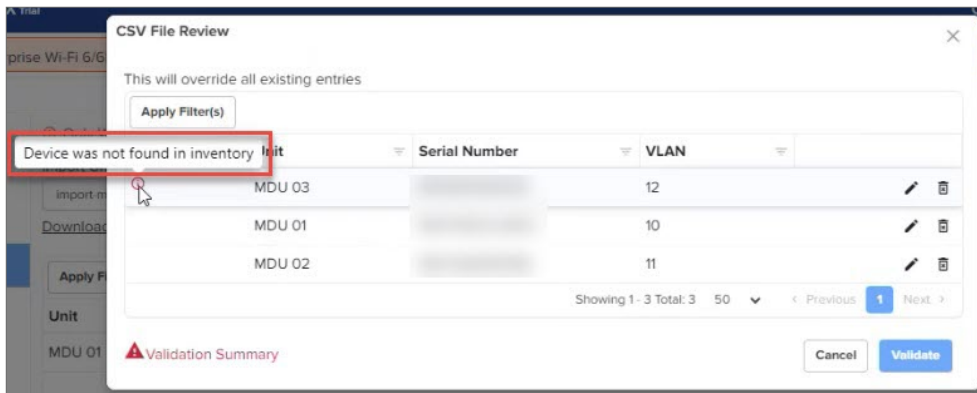 Trial
CSV File Review
prise Wi-Fi 6/6
This will override all existing entries
Apply Filter(s)
Device was not found in inventory
Unit Serial Number VLAN
import-m
MDU 03 12
Download
MDU 01 10
MDU 02 11
Apply Fi
Showing 1 - 3 Total: 3 50 < Previous 1 Next >
Unit
MDU 01
Validation Summary
Cancel Validate